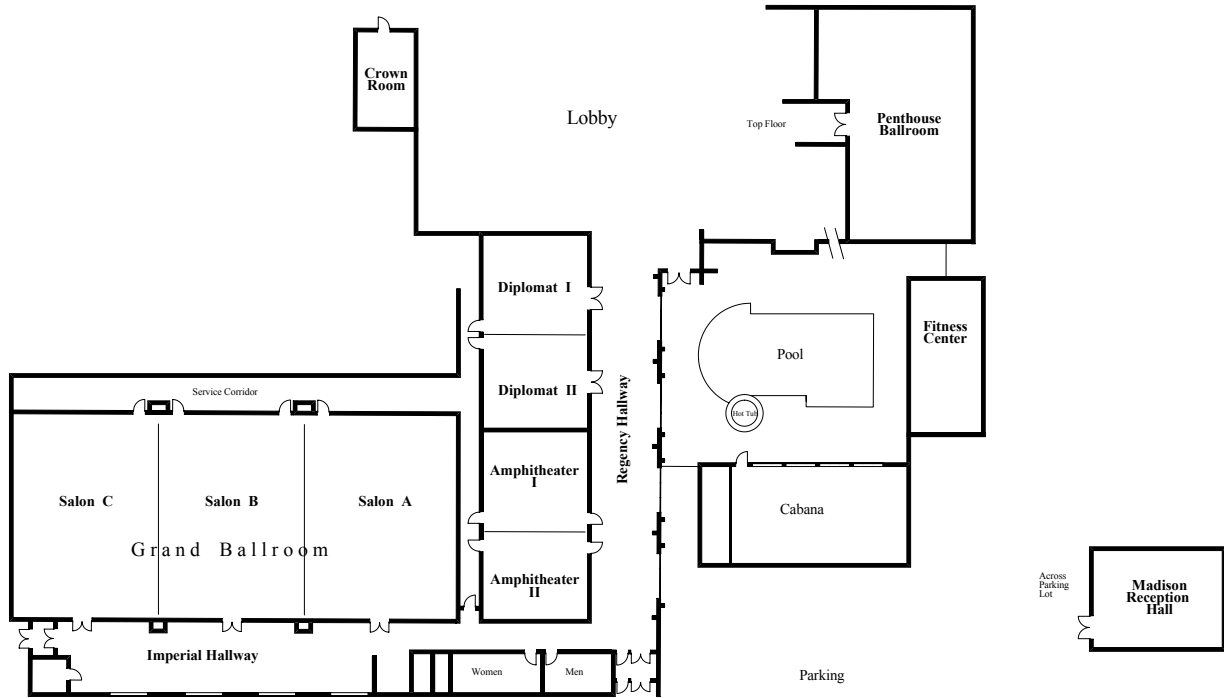 Crown
Room
Lobby
Top Floor
Penthouse
Ballroom
Diplomat I
Diplomat II
Regency Hallway
Pool
Hot Tub
Fitness
Center
Service Corridor
Salon C
Salon B
Salon A
Grand Ballroom
Amphitheater
I
Amphitheater
II
Cabana
Across
Parking
Lot
Madison
Reception
Hall
Imperial Hallway
Women
Men
Parking